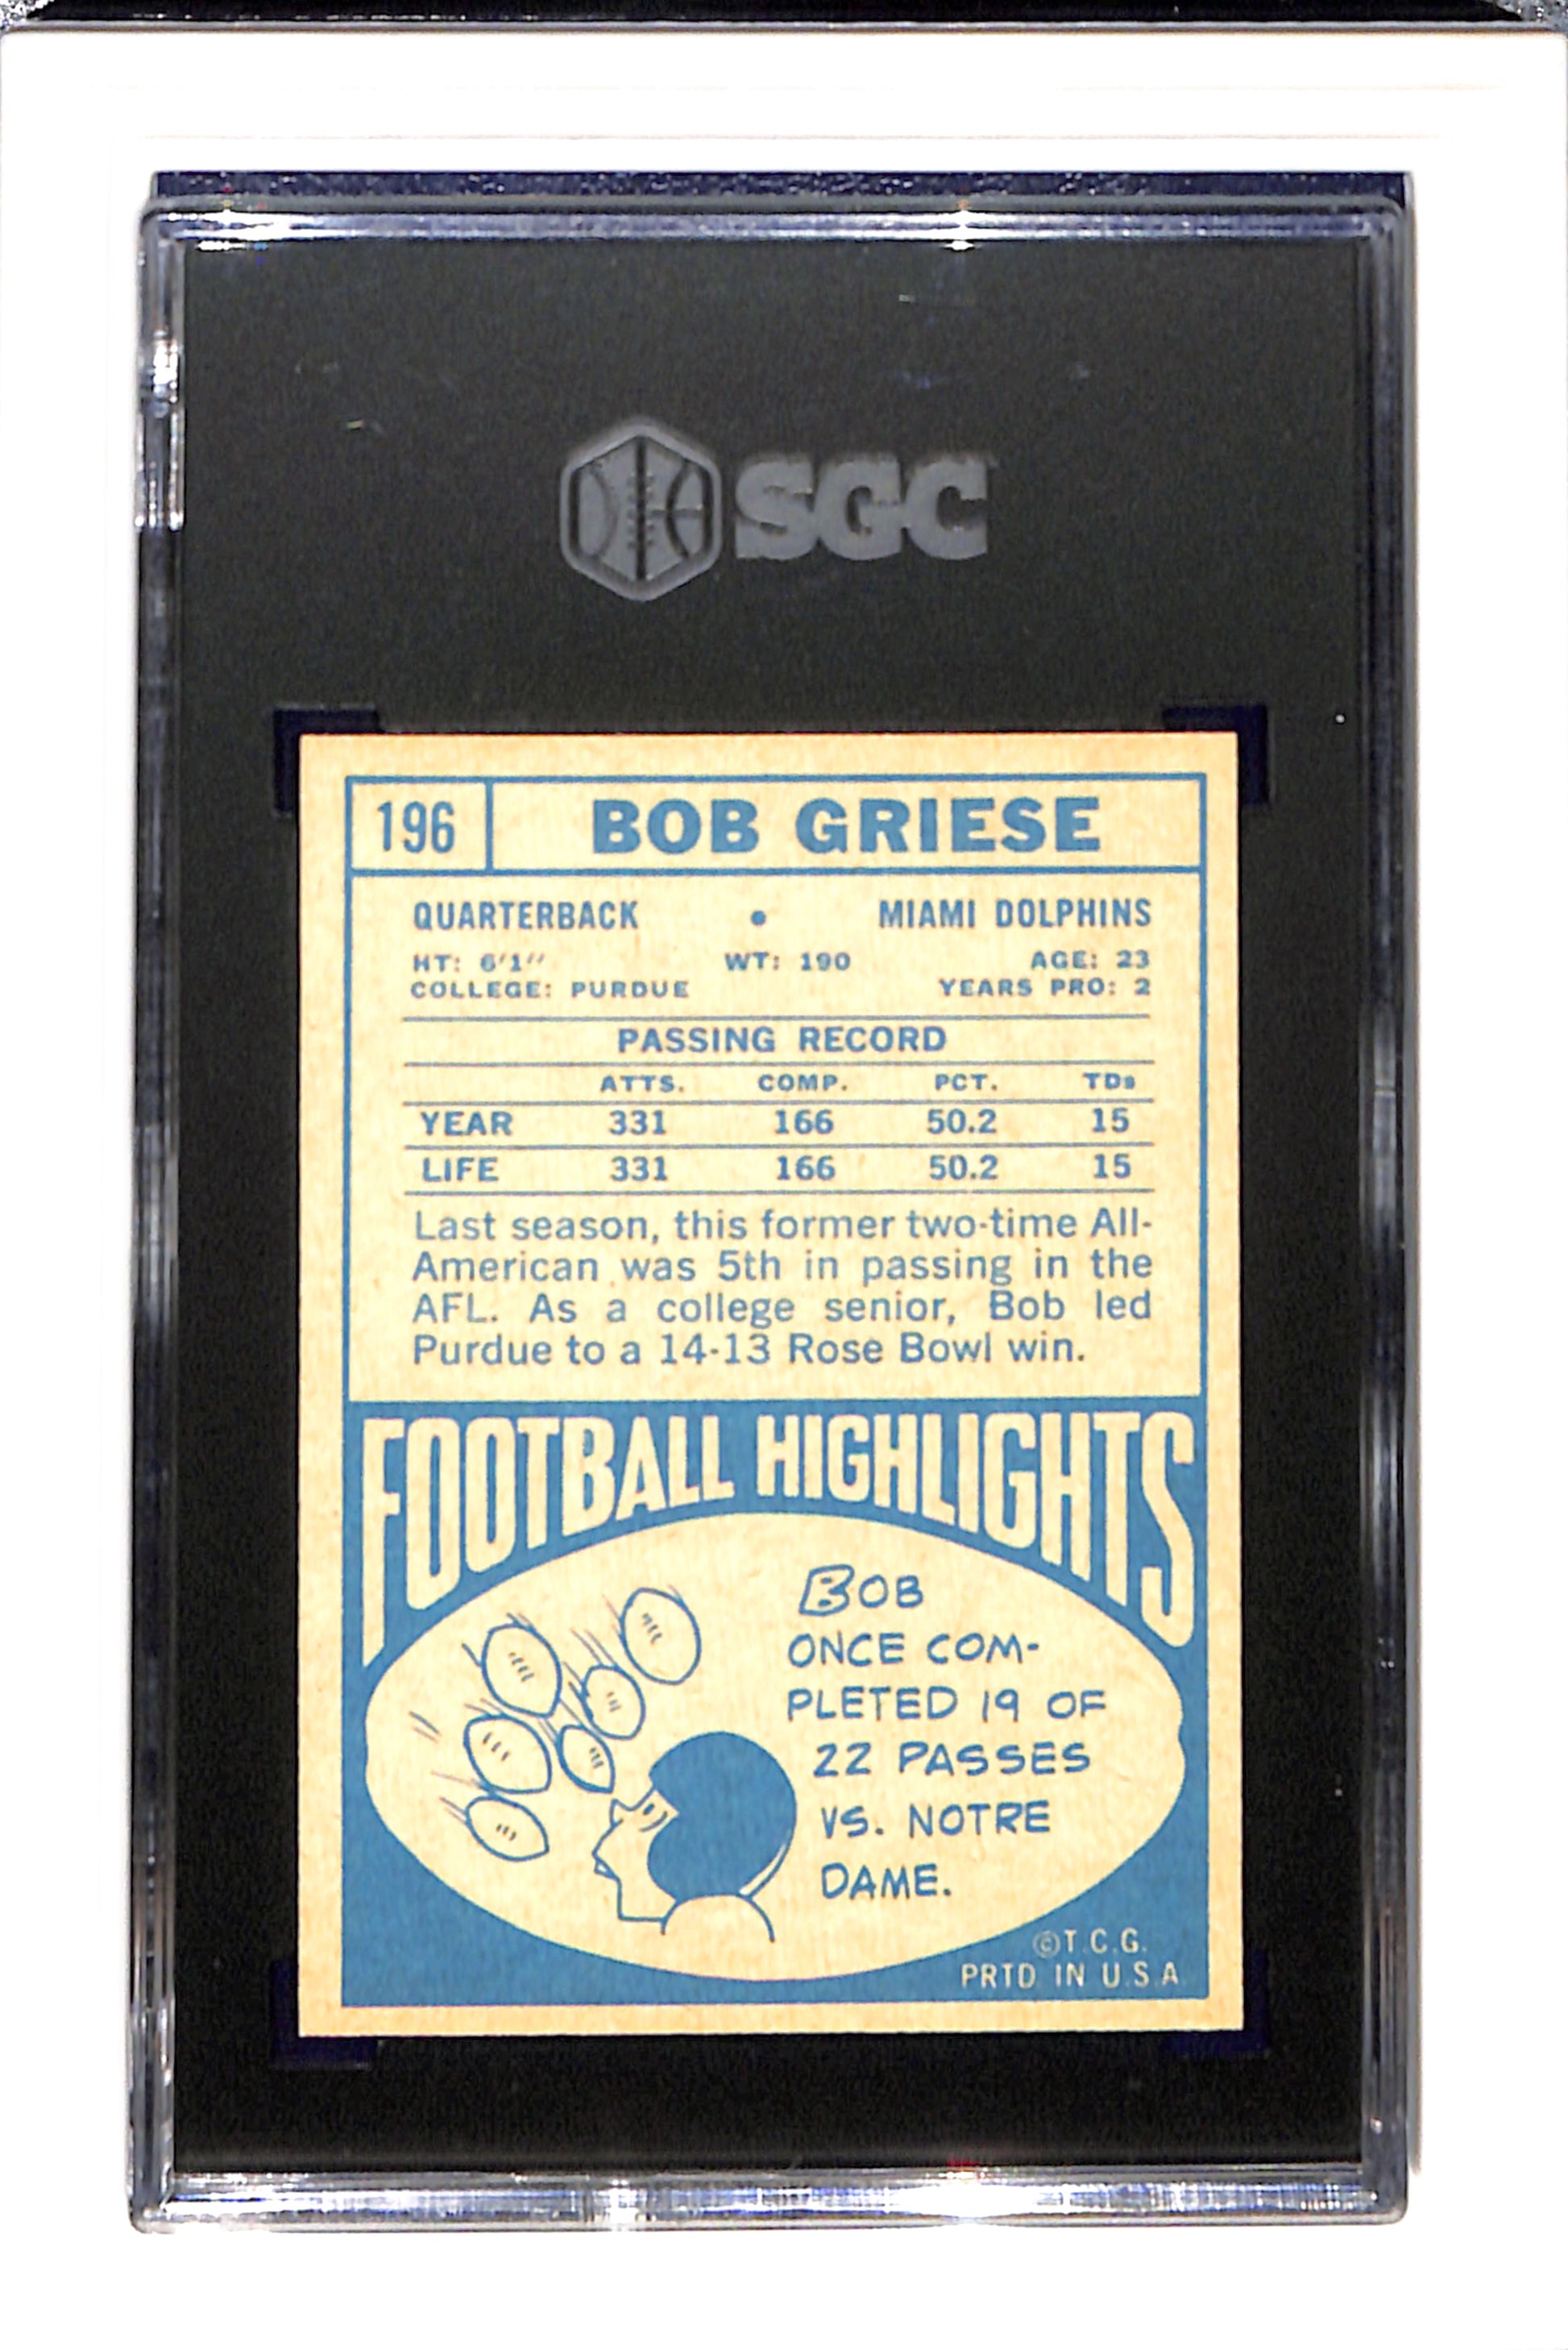 SGC
196 BOB GRIESE
QUARTERBACK • MIAMI DOLPHINS
HT: 6'1" WT: 190 AGE: 23
COLLEGE: PURDUE YEARS PRO: 2
PASSING RECORD
ATTS. COMP. PCT. TDs
YEAR 331 166 50.2 15
LIFE 331 166 50.2 15
Last season, this former two-time All-
American was 5th in passing in the
AFL. As a college senior, Bob led
Purdue to a 14-13 Rose Bowl win.
FOOTBALL HIGHLIGHTS
BOB
ONCE COM-
PLETED 19 OF
22 PASSES
VS. NOTRE
DAME.
©T.C.G.
PRTD IN U.S.A